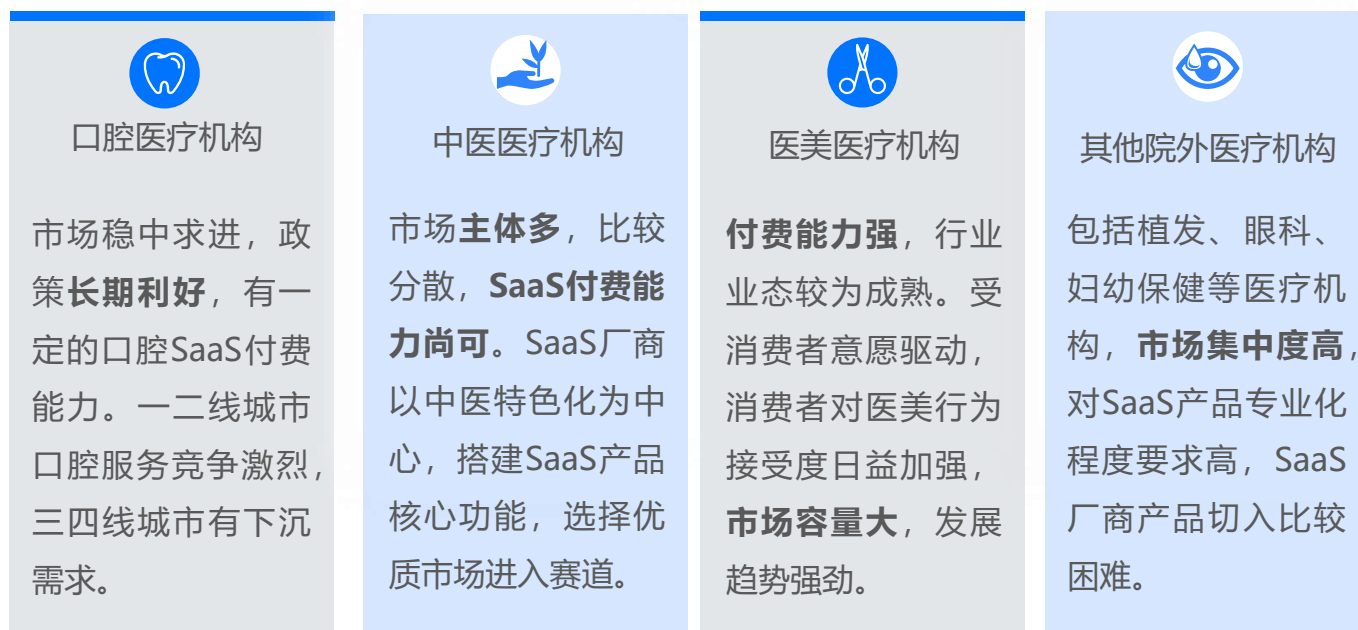 口腔医疗机构
市场稳中求进，政
策长期利好，有一
定的口腔SaaS付费
能力。一二线城市
口腔服务竞争激烈，
三四线城市有下沉
需求。
中医医疗机构
市场主体多，比较
分散，SaaS付费能
力尚可。SaaS厂商
以中医特色化为中
心，搭建SaaS产品
核心功能，选择优
质市场进入赛道。
医美医疗机构
付费能力强，行业
业态较为成熟。受
消费者意愿驱动，
消费者对医美行为
接受度日益加强，
市场容量大，发展
趋势强劲。
其他院外医疗机构
包括植发、眼科、
妇幼保健等医疗机
构，市场集中度高，
对SaaS产品专业化
程度要求高，SaaS
厂商产品切入比较
困难。